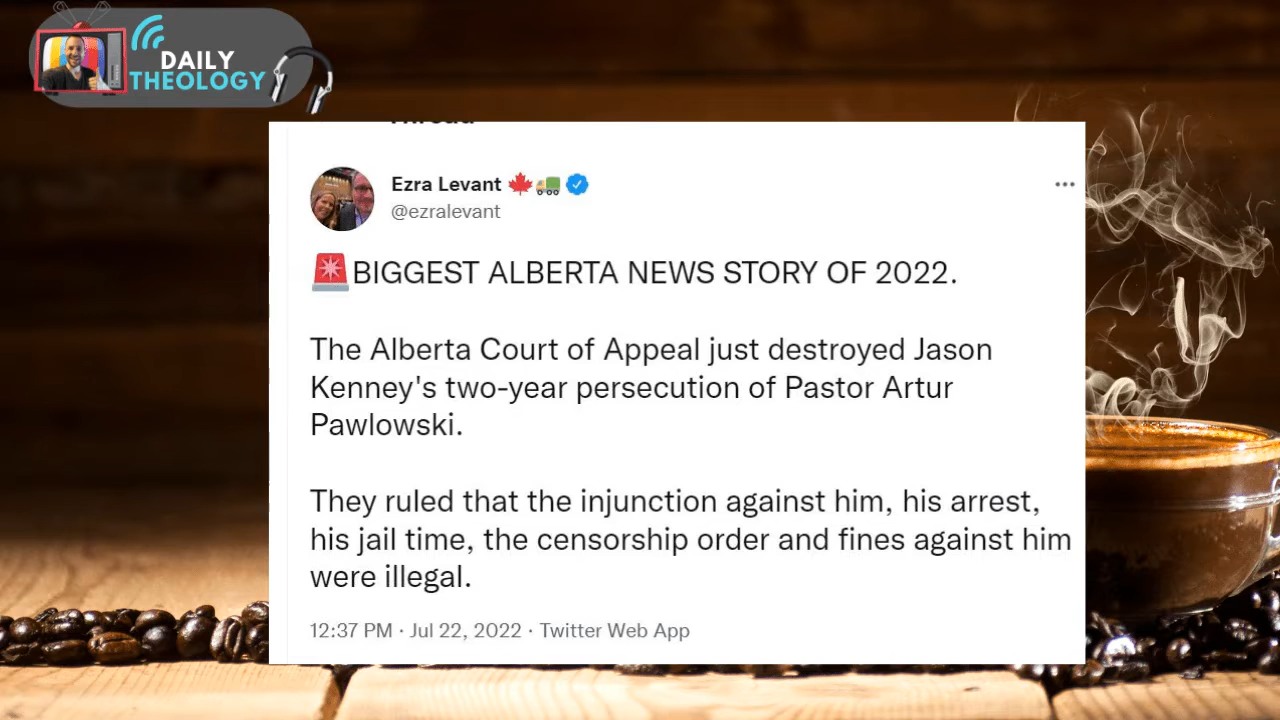 DAILY
THEOLOGY
Thread
Ezra Levant 🍁🚛
@ezralevant
🚨BIGGEST ALBERTA NEWS STORY OF 2022.
The Alberta Court of Appeal just destroyed Jason
Kenney's two-year persecution of Pastor Artur
Pawlowski.
They ruled that the injunction against him, his arrest,
his jail time, the censorship order and fines against him
were illegal.
12:37 PM · Jul 22, 2022 · Twitter Web App